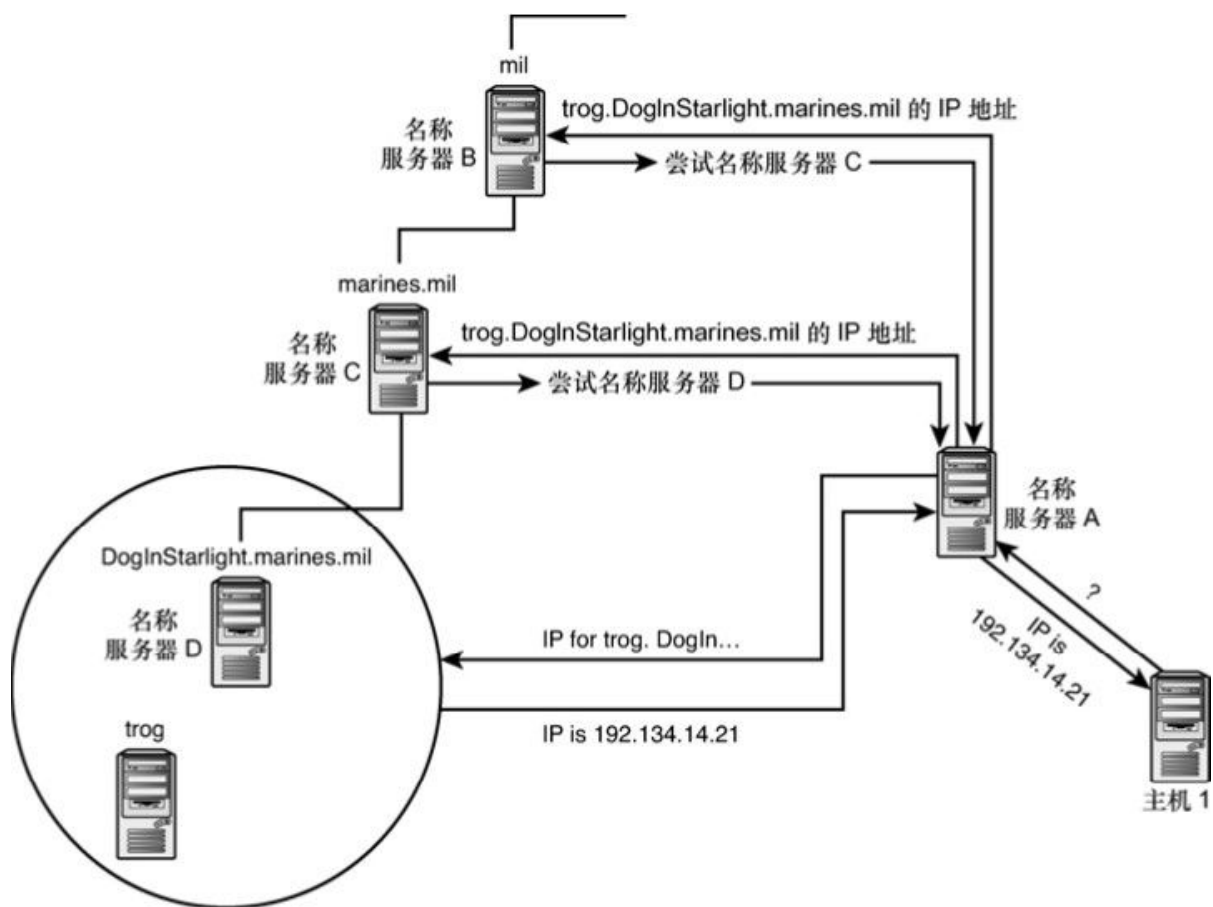 mil
trog.DogInStarlight.marines.mil 的 IP 地址
名称
服务器 B
尝试名称服务器 C
marines.mil
trog.DogInStarlight.marines.mil 的 IP 地址
名称
服务器 C
尝试名称服务器 D
名称
服务器 A
DogInStarlight.marines.mil
名称
服务器 D
?
IP for trog. DogIn...
IP is
192.134.14.21
trog
IP is 192.134.14.21
主机 1